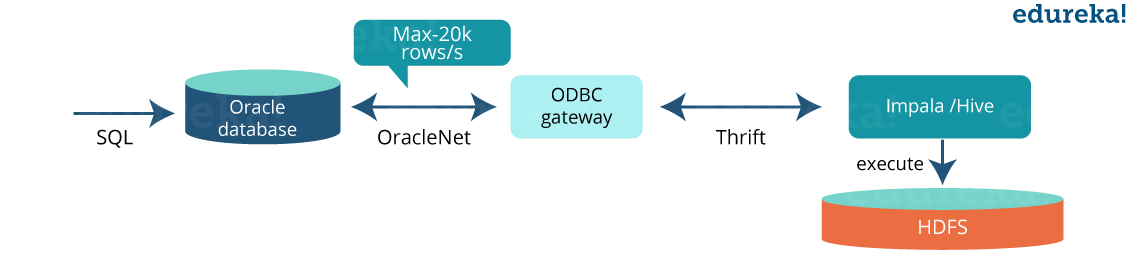 edureka!
Max-20k
rows/s
Oracle
database
ODBC
gateway
Impala /Hive
SQL
OracleNet
Thrift
execute
HDFS